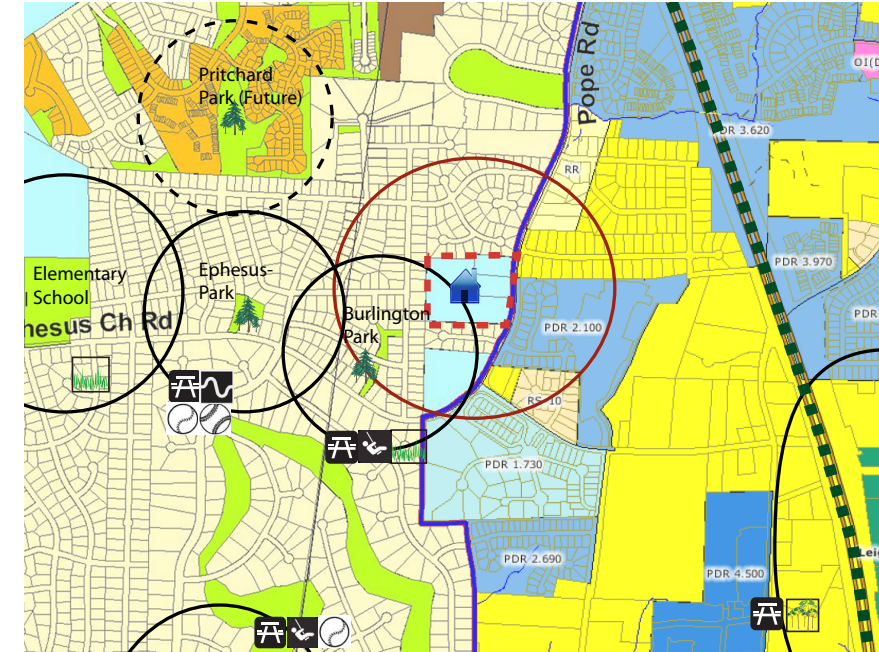 Pritchard
Park (Future)
Pope Rd
OI(D
PDR 3.620
RR
Elementary
School
Ephesus-
Park
hesus Ch Rd
Burlington
Park
PDR 3.970
PDR
PDR 2.100
RS-10
PDR 1.730
PDR 2.690
PDR 4.500
Leig